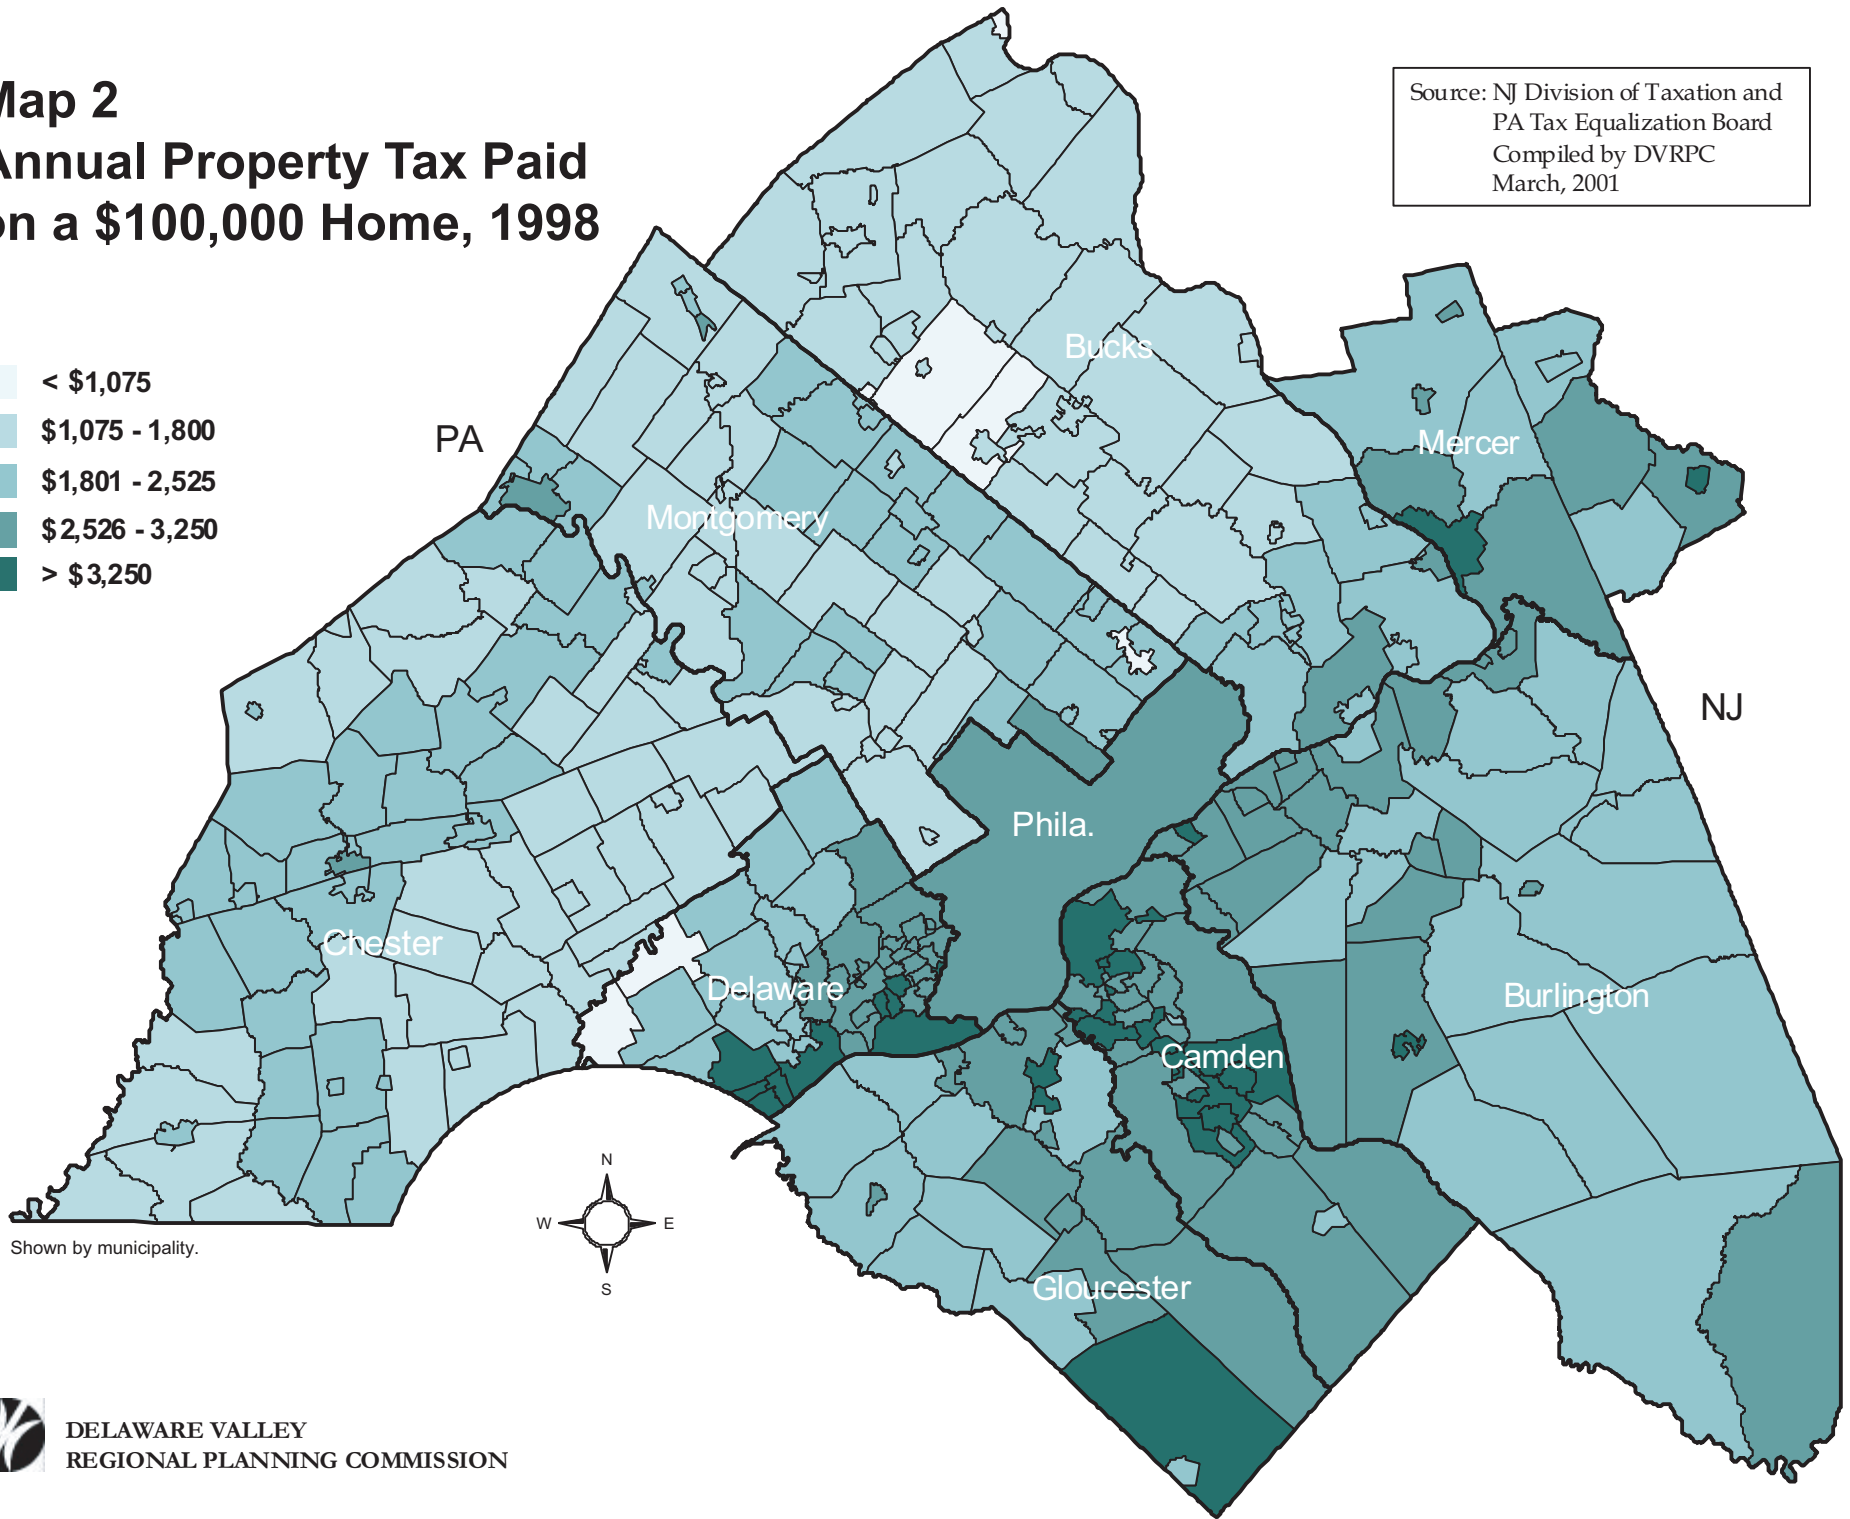 Map 2
Annual Property Tax Paid
on a $100,000 Home, 1998
Source: NJ Division of Taxation and
PA Tax Equalization Board
Compiled by DVRPC
March, 2001
< $1,075
$1,075 - 1,800
$1,801 - 2,525
$2,526 - 3,250
> $3,250
PA
NJ
Bucks
Mercer
Montgomery
Phila.
Chester
Delaware
Burlington
Camden
Gloucester
N
W
E
S
Shown by municipality.
DELAWARE VALLEY
REGIONAL PLANNING COMMISSION